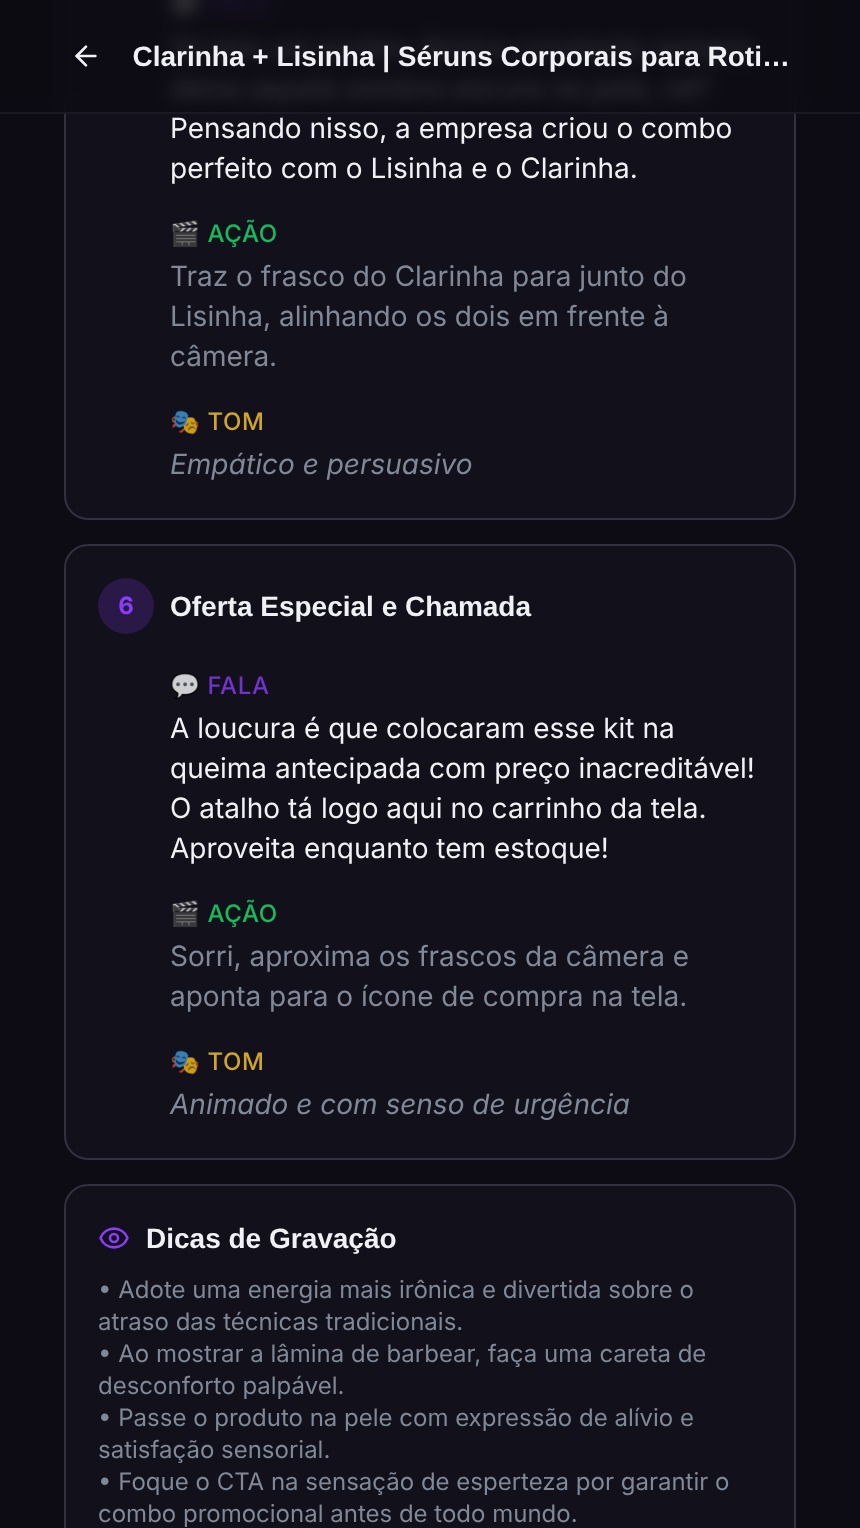 Clarinha + Lisinha | Séruns Corporais para Roti...
Pensando nisso, a empresa criou o combo
perfeito com o Lisinha e o Clarinha.
🎬 AÇÃO
Traz o frasco do Clarinha para junto do
Lisinha, alinhando os dois em frente à
câmera.
🎭 TOM
Empático e persuasivo
6 Oferta Especial e Chamada
💬 FALA
A loucura é que colocaram esse kit na
queima antecipada com preço inacreditável!
O atalho tá logo aqui no carrinho da tela.
Aproveita enquanto tem estoque!
🎬 AÇÃO
Sorri, aproxima os frascos da câmera e
aponta para o ícone de compra na tela.
🎭 TOM
Animado e com senso de urgência
Dicas de Gravação
• Adote uma energia mais irônica e divertida sobre o
atraso das técnicas tradicionais.
• Ao mostrar a lâmina de barbear, faça uma careta de
desconforto palpável.
• Passe o produto na pele com expressão de alívio e
satisfação sensorial.
• Foque o CTA na sensação de esperteza por garantir o
combo promocional antes de todo mundo.